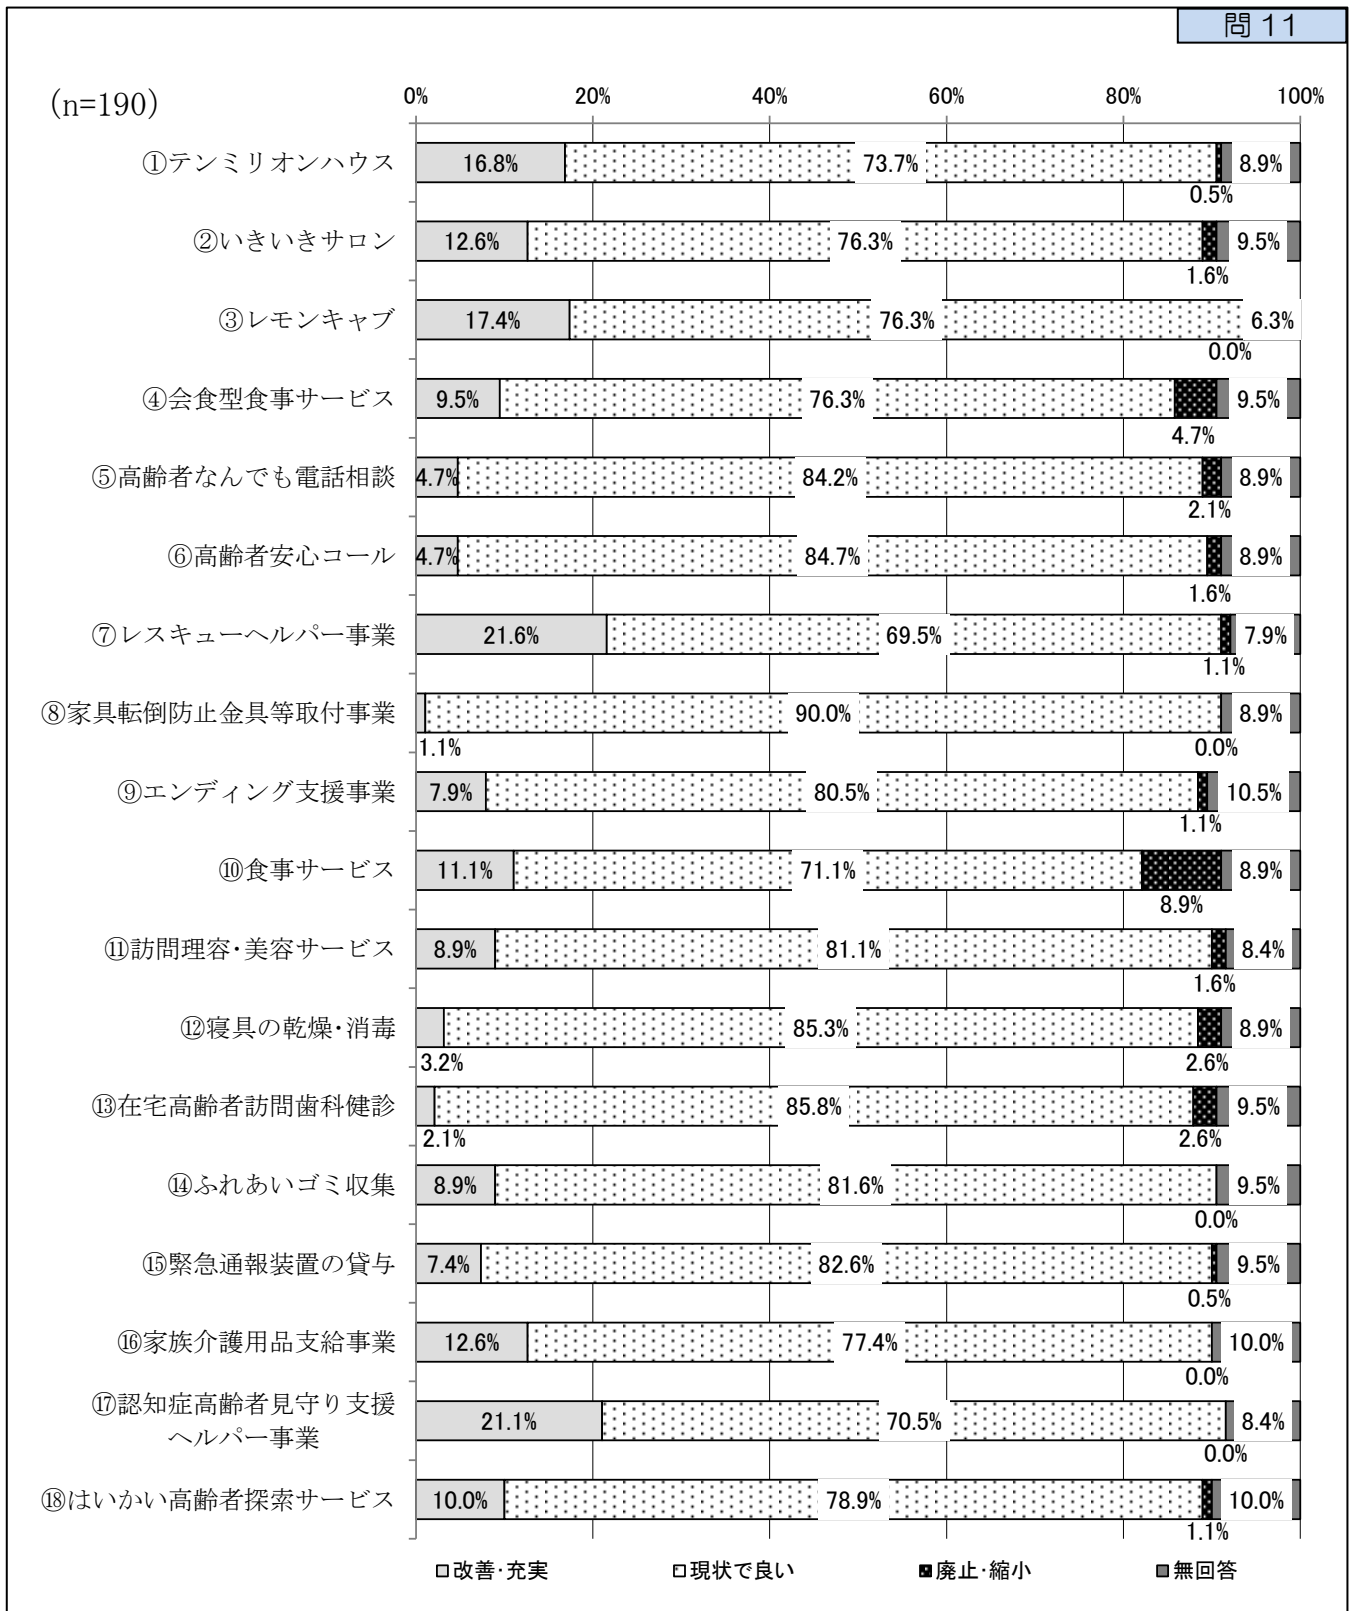 問 11
(n=190)
0% 20% 40% 60% 80% 100%
①テンミリオンハウス 16.8% 73.7% 8.9%
0.5%
②いきいきサロン 12.6% 76.3% 9.5%
1.6%
③レモンキャブ 17.4% 76.3% 6.3%
0.0%
④会食型食事サービス 9.5% 76.3% 9.5%
4.7%
⑤高齢者なんでも電話相談 4.7% 84.2% 8.9%
2.1%
⑥高齢者安心コール 4.7% 84.7% 8.9%
1.6%
⑦レスキューヘルパー事業 21.6% 69.5% 7.9%
1.1%
⑧家具転倒防止金具等取付事業 90.0% 8.9%
1.1% 0.0%
⑨エンディング支援事業 7.9% 80.5% 10.5%
1.1%
⑩食事サービス 11.1% 71.1% 8.9%
8.9%
⑪訪問理容･美容サービス 8.9% 81.1% 8.4%
1.6%
⑫寝具の乾燥･消毒 85.3% 8.9%
3.2% 2.6%
⑬在宅高齢者訪問歯科健診 85.8% 9.5%
2.1% 2.6%
⑭ふれあいゴミ収集 8.9% 81.6% 9.5%
0.0%
⑮緊急通報装置の貸与 7.4% 82.6% 9.5%
0.5%
⑯家族介護用品支給事業 12.6% 77.4% 10.0%
0.0%
⑰認知症高齢者見守り支援
ヘルパー事業 21.1% 70.5% 8.4%
0.0%
⑱はいかい高齢者探索サービス 10.0% 78.9% 10.0%
1.1%
改善･充実 現状で良い 廃止･縮小 無回答